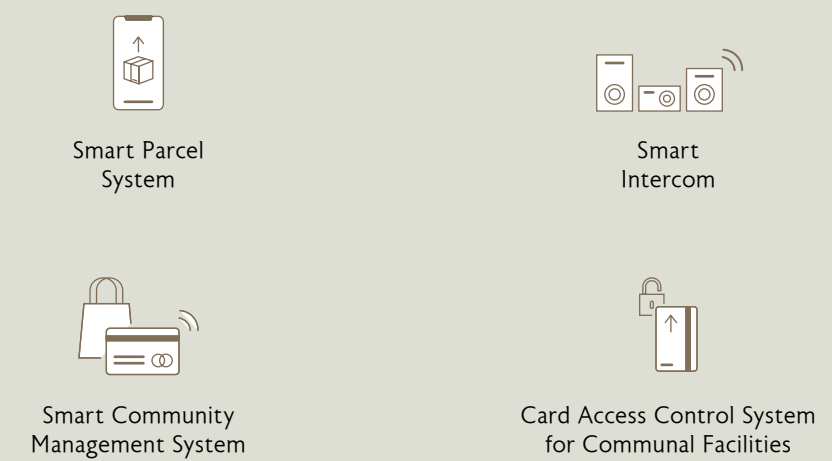 Smart Parcel
System
Smart
Intercom
Smart Community
Management System
Card Access Control System
for Communal Facilities